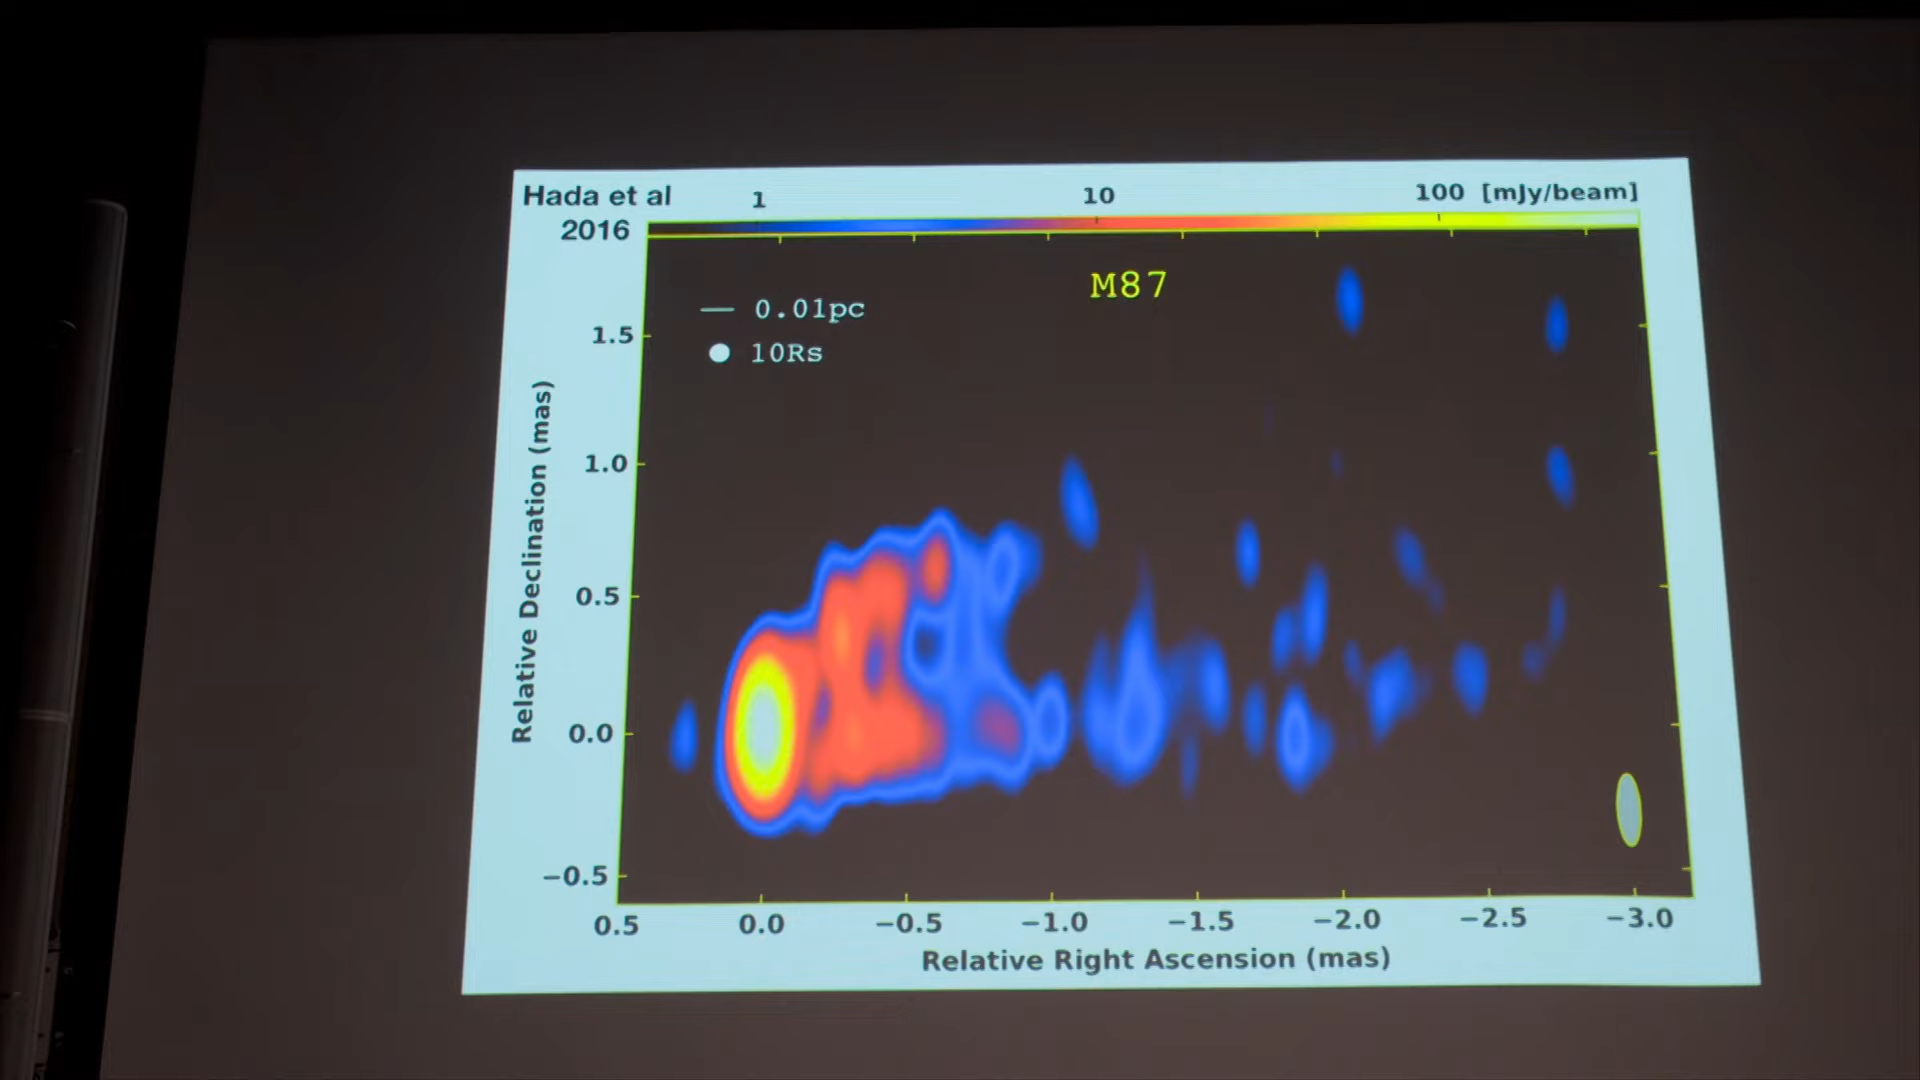 Hada et al
2016
1 10 100 [mJy/beam]
M87
0.01pc
10Rs
1.5
1.0
0.5
0.0
−0.5
Relative Declination (mas)
0.5 0.0 −0.5 −1.0 −1.5 −2.0 −2.5 −3.0
Relative Right Ascension (mas)